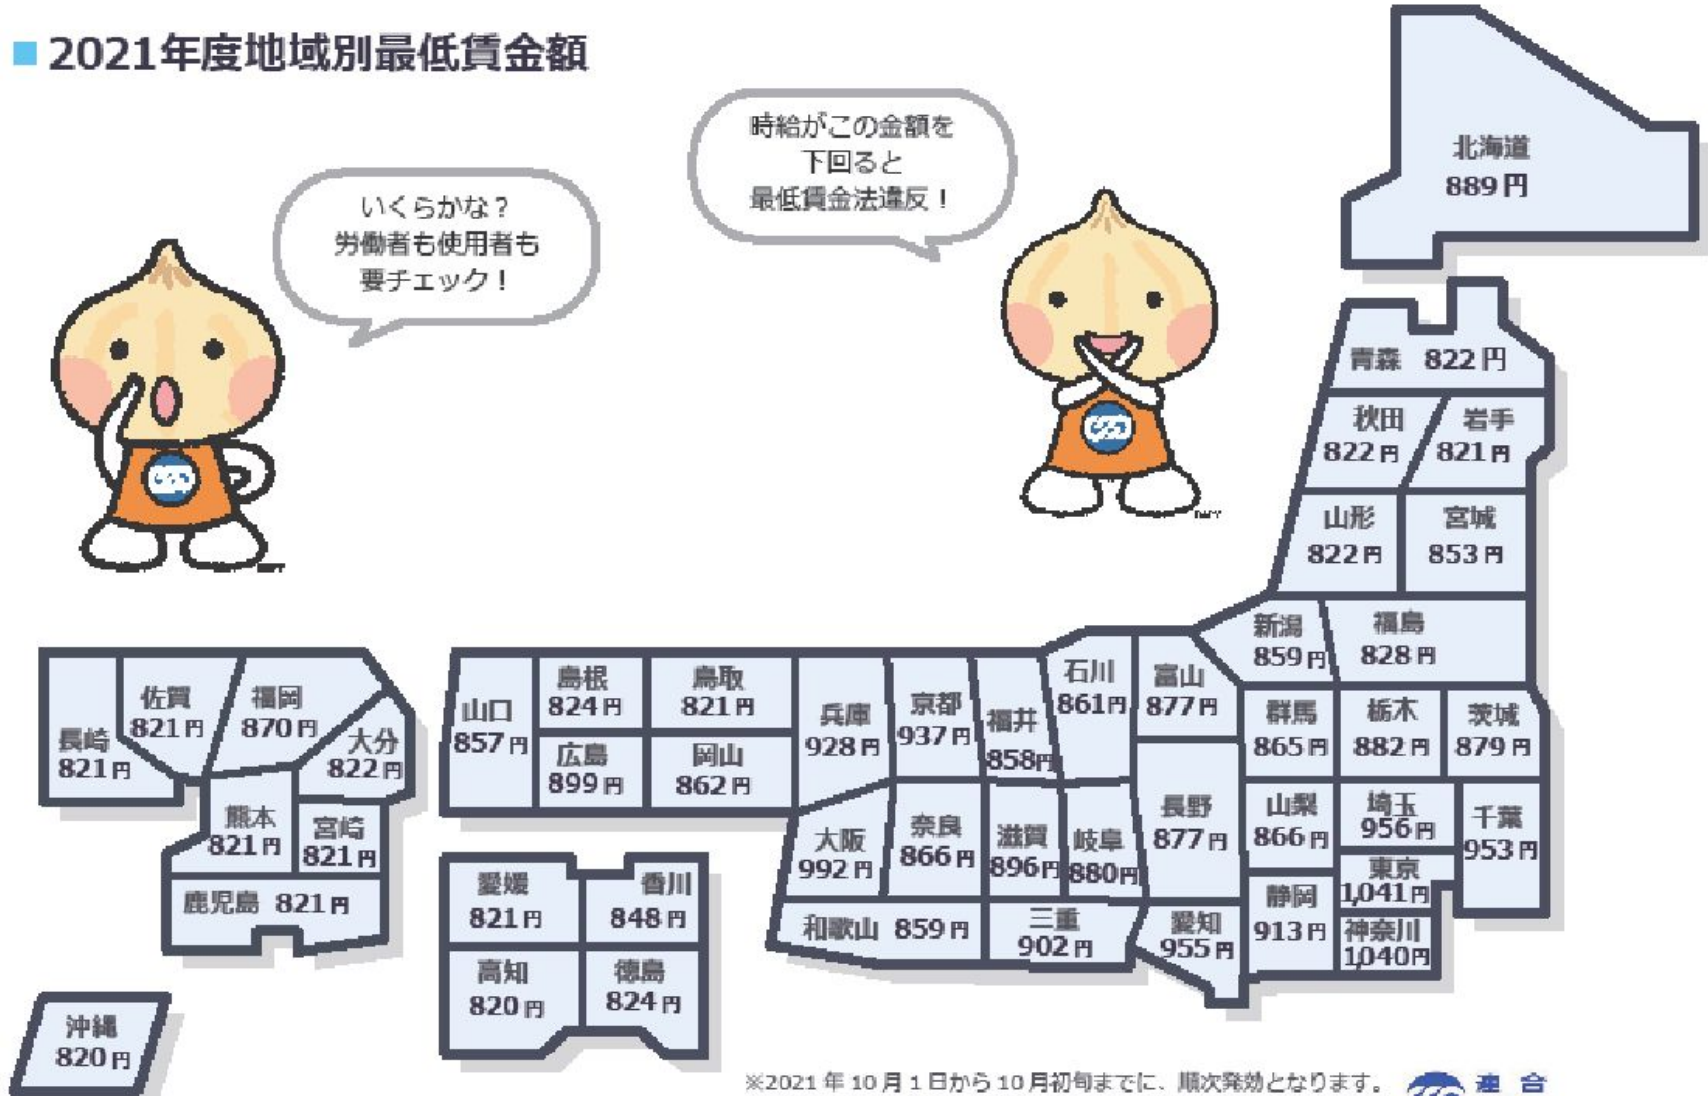 ■2021年度地域別最低賃金額
いくらかな？
労働者も使用者も
要チェック！
時給がこの金額を
下回ると
最低賃金法違反！
北海道
889円
青森 822円
秋田
822円
岩手
821円
山形
822円
宮城
853円
新潟
859円
福島
828円
群馬
865円
栃木
882円
茨城
879円
山梨
866円
埼玉
956円
千葉
953円
東京
1,041円
神奈川
1,040円
静岡
913円
富山
877円
長野
877円
愛知
955円
石川
861円
福井
858円
岐阜
880円
滋賀
896円
三重
902円
京都
937円
奈良
866円
和歌山 859円
兵庫
928円
大阪
992円
鳥取
821円
岡山
862円
島根
824円
広島
899円
山口
857円
愛媛
821円
香川
848円
高知
820円
徳島
824円
福岡
870円
佐賀
821円
長崎
821円
大分
822円
熊本
821円
宮崎
821円
鹿児島 821円
沖縄
820円
※2021年10月1日から10月初旬までに、順次発効となります。
連合